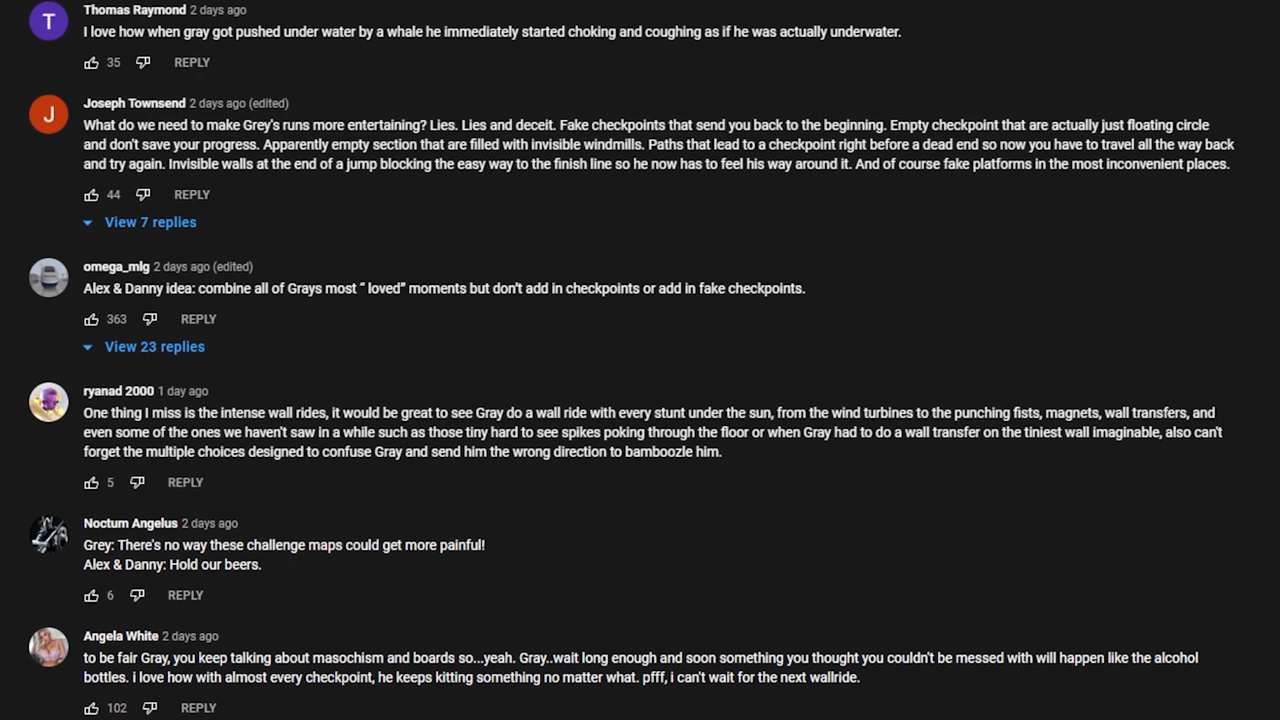 T
Thomas Raymond 2 days ago
I love how when gray got pushed under water by a whale he immediately started choking and coughing as if he was actually underwater.
35 REPLY
J
Joseph Townsend 2 days ago (edited)
What do we need to make Grey's runs more entertaining? Lies. Lies and deceit. Fake checkpoints that send you back to the beginning. Empty checkpoint that are actually just floating circle
and don't save your progress. Apparently empty section that are filled with invisible windmills. Paths that lead to a checkpoint right before a dead end so now you have to travel all the way back
and try again. Invisible walls at the end of a jump blocking the easy way to the finish line so he now has to feel his way around it. And of course fake platforms in the most inconvenient places.
44 REPLY
View 7 replies
omega_mlg 2 days ago (edited)
Alex & Danny idea: combine all of Grays most “ loved” moments but don't add in checkpoints or add in fake checkpoints.
363 REPLY
View 23 replies
ryanad 2000 1 day ago
One thing I miss is the intense wall rides, it would be great to see Gray do a wall ride with every stunt under the sun, from the wind turbines to the punching fists, magnets, wall transfers, and
even some of the ones we haven't saw in a while such as those tiny hard to see spikes poking through the floor or when Gray had to do a wall transfer on the tiniest wall imaginable, also can't
forget the multiple choices designed to confuse Gray and send him the wrong direction to bamboozle him.
5 REPLY
Noctum Angelus 2 days ago
Grey: There's no way these challenge maps could get more painful!
Alex & Danny: Hold our beers.
6 REPLY
Angela White 2 days ago
to be fair Gray, you keep talking about masochism and boards so...yeah. Gray..wait long enough and soon something you thought you couldn't be messed with will happen like the alcohol
bottles. i love how with almost every checkpoint, he keeps kitting something no matter what. pfff, i can't wait for the next wallride.
102 REPLY